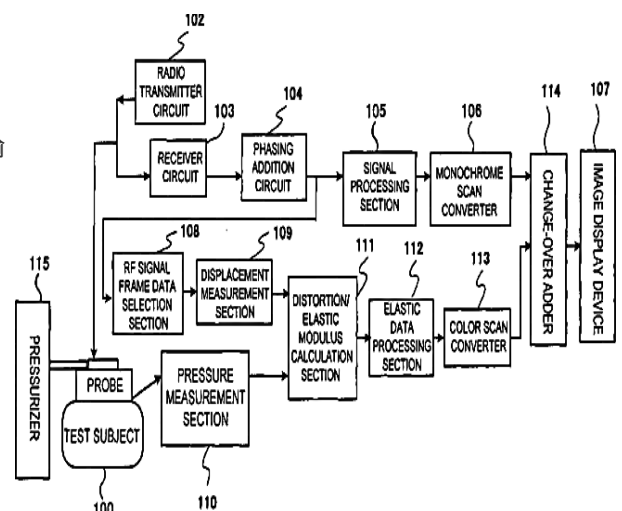 102
RADIO
TRANSMITTER
CIRCUIT
103
RECEIVER
CIRCUIT
104
PHASING
ADDITION
CIRCUIT
105
SIGNAL
PROCESSING
SECTION
106
MONOCHROME
SCAN
CONVERTER
114
CHANGE-OVER ADDER
107
IMAGE DISPLAY DEVICE
108
RF SIGNAL
FRAME DATA
SELECTION
SECTION
109
DISPLACEMENT
MEASUREMENT
SECTION
111
DISTORTION/
ELASTIC
MODULUS
CALCULATION
SECTION
112
ELASTIC
DATA
PROCESSING
SECTION
113
COLOR SCAN
CONVERTER
115
PRESSURIZER
PROBE
TEST SUBJECT
100
PRESSURE
MEASUREMENT
SECTION
110